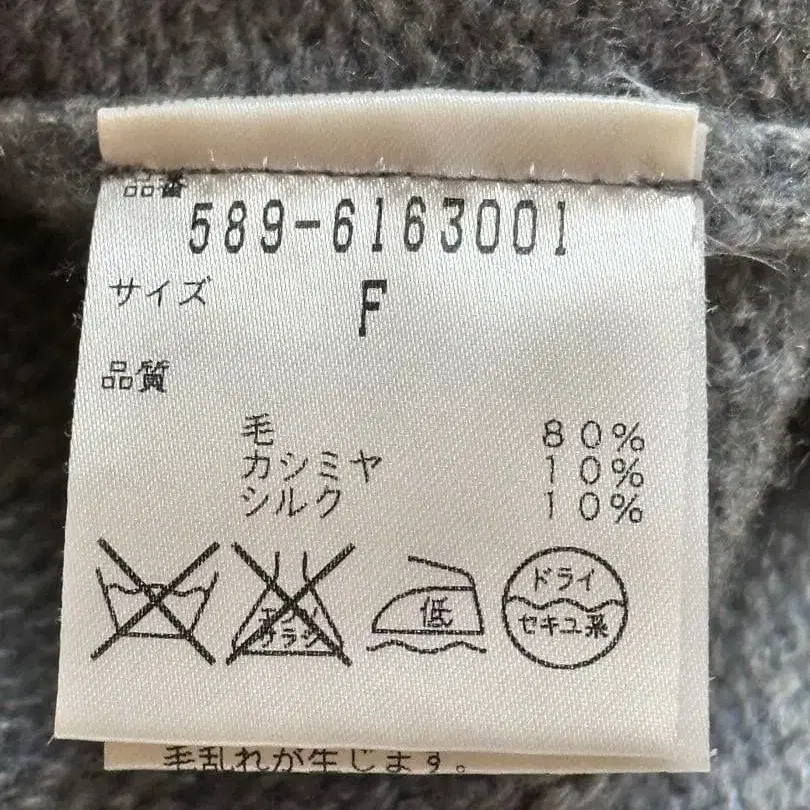 品番
589-6163001
サイズ F
品質
毛 80%
カシミヤ 10%
シルク 10%
エンソ
サラシ
低
ドライ
セキユ系
毛乱れが生じます。